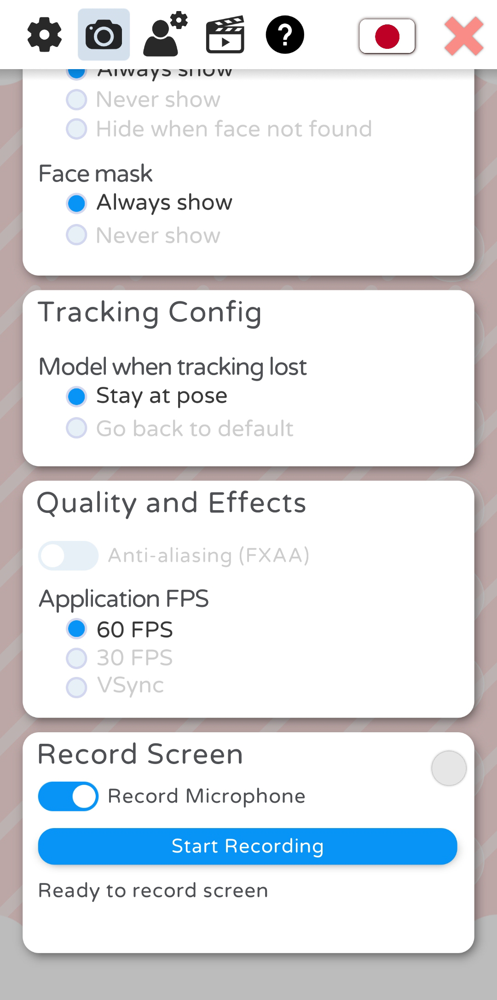 Always show
Never show
Hide when face not found
Face mask
Always show
Never show
Tracking Config
Model when tracking lost
Stay at pose
Go back to default
Quality and Effects
Anti-aliasing (FXAA)
Application FPS
60 FPS
30 FPS
VSync
Record Screen
Record Microphone
Start Recording
Ready to record screen